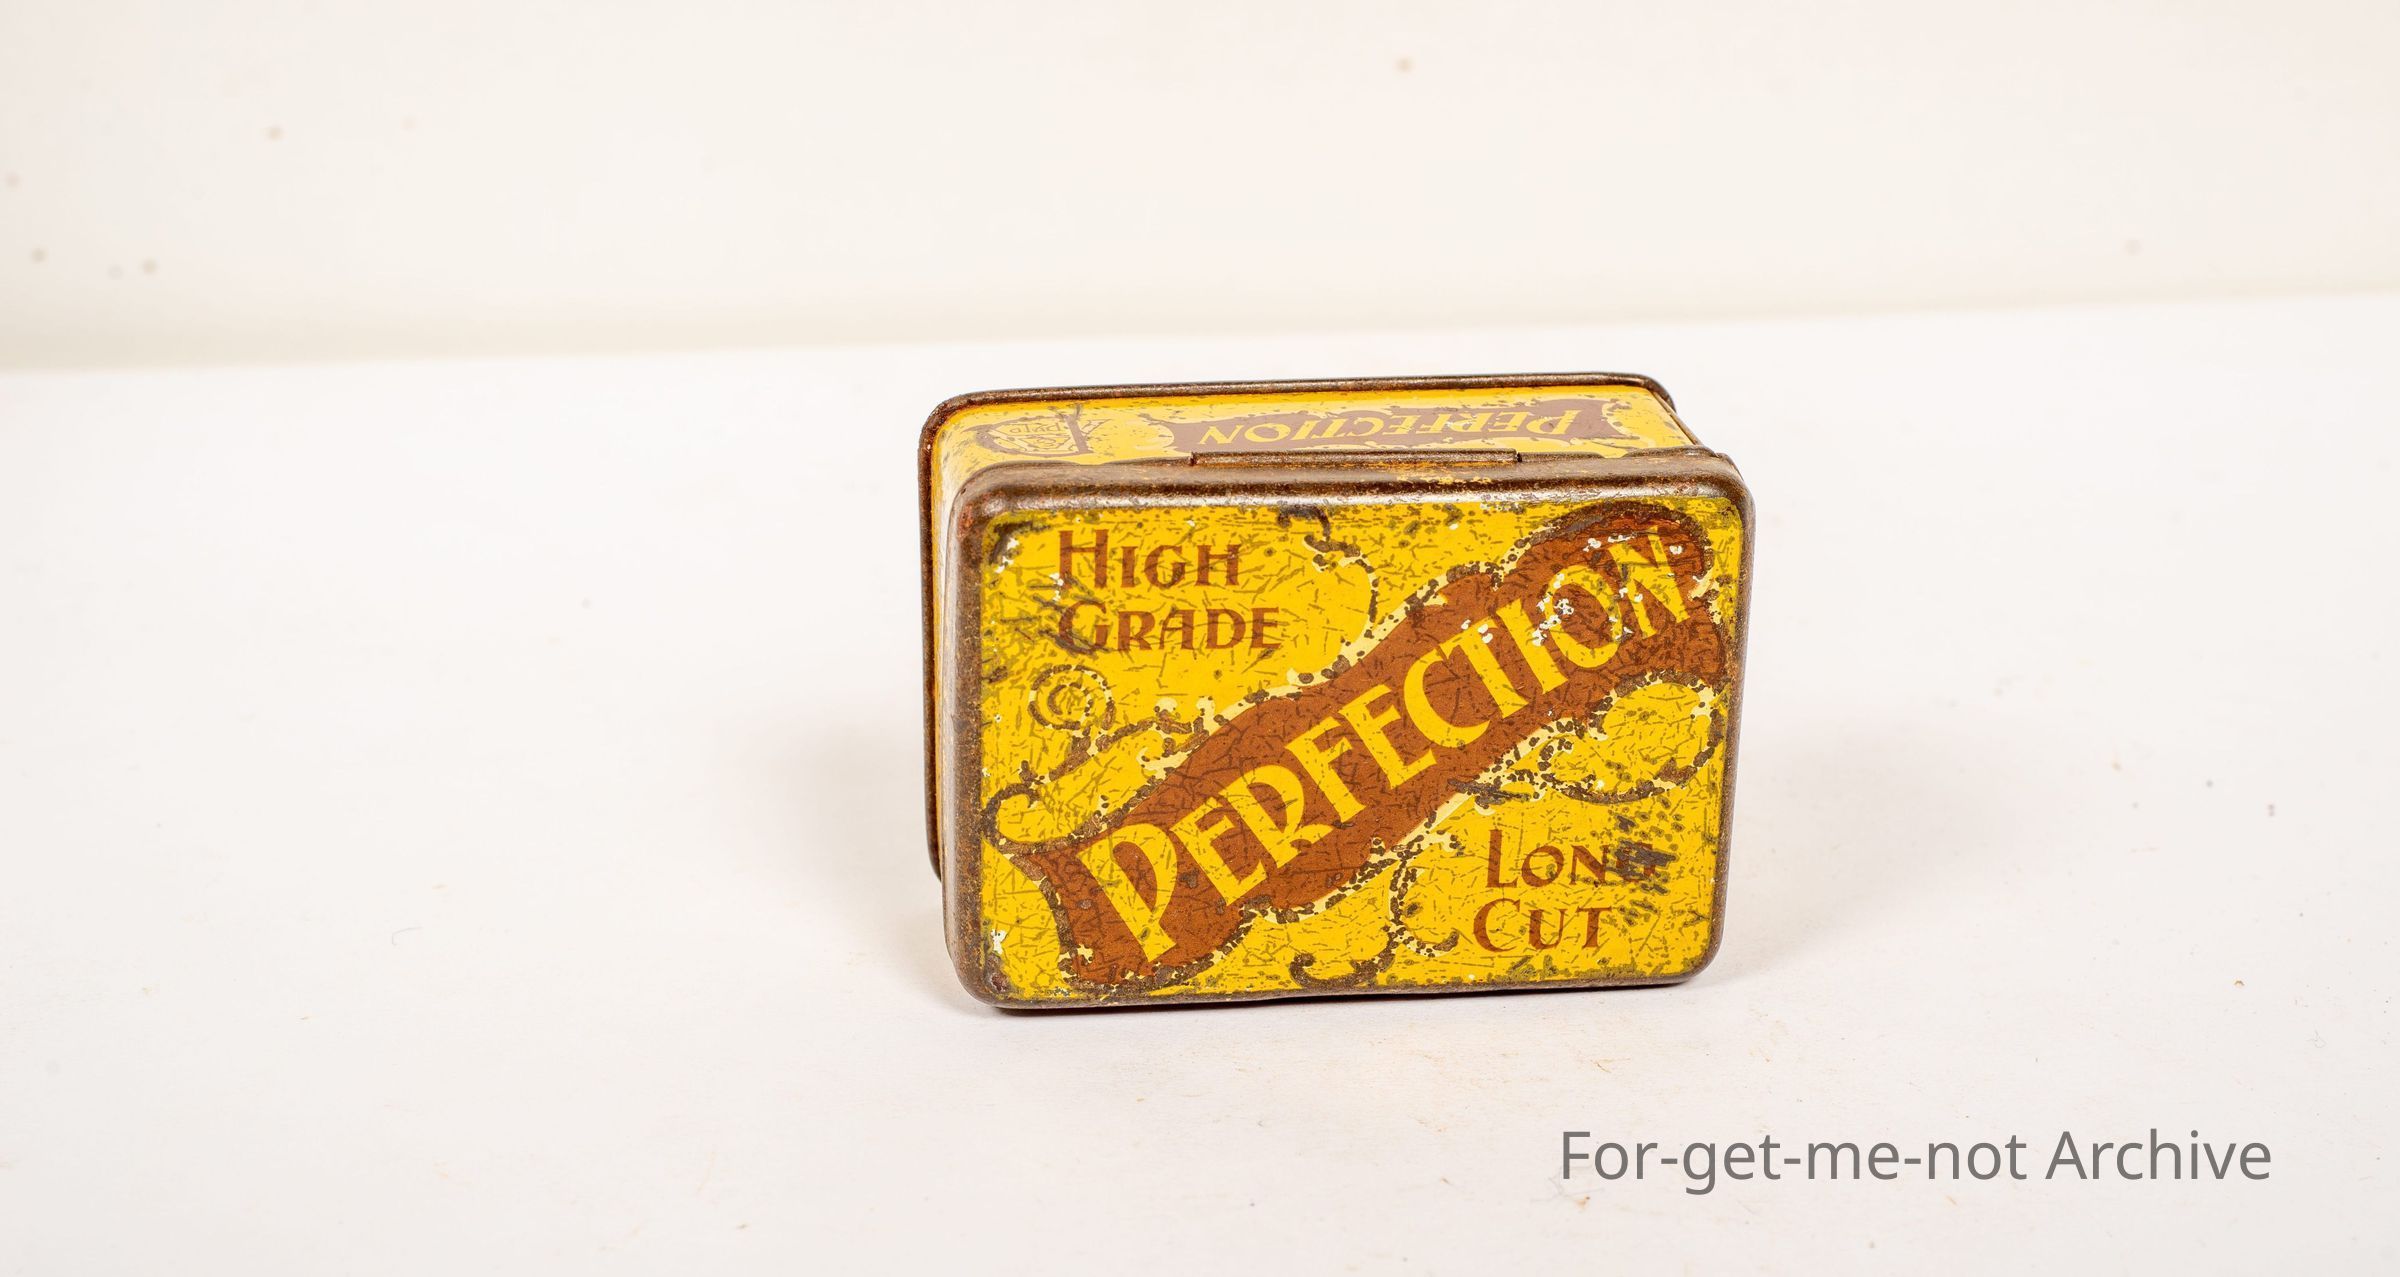 PERFECTION
HIGH
GRADE
PERFECTION
LONG
CUT
For-get-me-not Archive